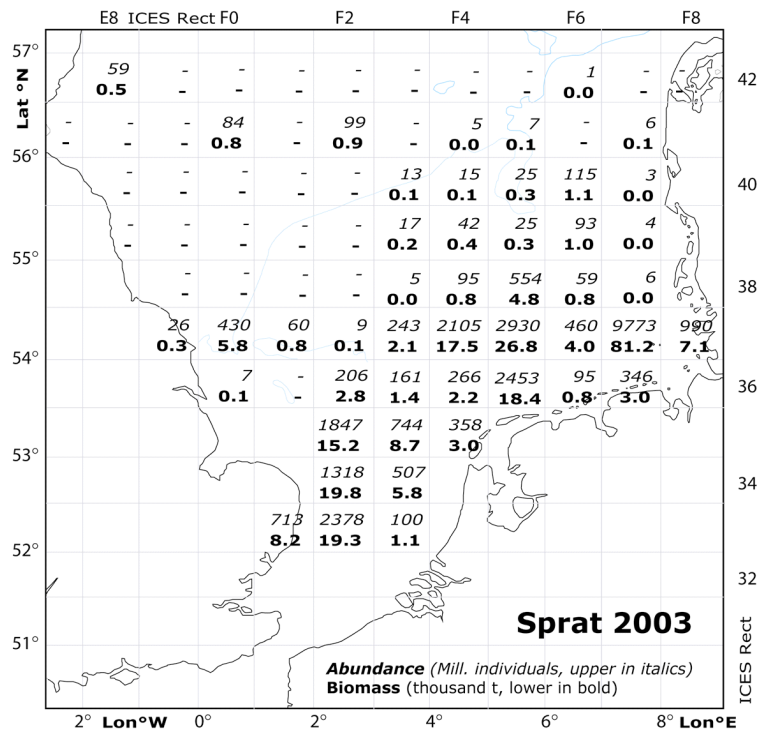 E8 ICES Rect F0 F2 F4 F6 F8
57°
59 - - - - - - - 1 - -
0.5 - - - - - - - 0.0 - -
42
Lat °N
- - - 84 - 99 - 5 7 - 6
- - - 0.8 - 0.9 - 0.0 0.1 - 0.1
56°
- - - - - 13 15 25 115 3
- - - - - 0.1 0.1 0.3 1.1 0.0
40
- - - - - 17 42 25 93 4
- - - - - 0.2 0.4 0.3 1.0 0.0
55°
- - - - 5 95 554 59 6
- - - - 0.0 0.8 4.8 0.8 0.0
38
26 430 60 9 243 2105 2930 460 9773 990
0.3 5.8 0.8 0.1 2.1 17.5 26.8 4.0 81.2 7.1
54°
7 - 206 161 266 2453 95 346
0.1 - 2.8 1.4 2.2 18.4 0.8 3.0
36
1847 744 358
15.2 8.7 3.0
53°
1318 507
19.8 5.8
34
713 2378 100
8.2 19.3 1.1
52°
32
Sprat 2003
51°
ICES Rect
Abundance (Mill. individuals, upper in italics)
Biomass (thousand t, lower in bold)
2° Lon°W 0° 2° 4° 6° 8° Lon°E